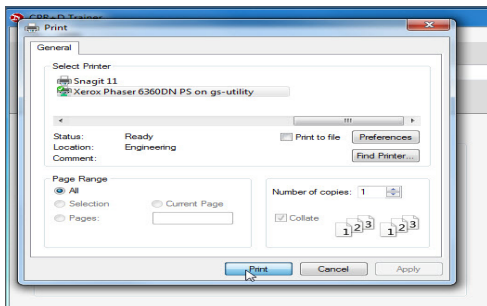 CPR+D Trainer
Print
General
Select Printer
Snagit 11
Xerox Phaser 6360DN PS on gs-utility
Status: Ready
Print to file
Preferences
Location: Engineering
Comment:
Find Printer...
Page Range
All
Selection
Current Page
Pages:
Number of copies: 1
Collate
1 2 3 1 2 3
Print
Cancel
Apply